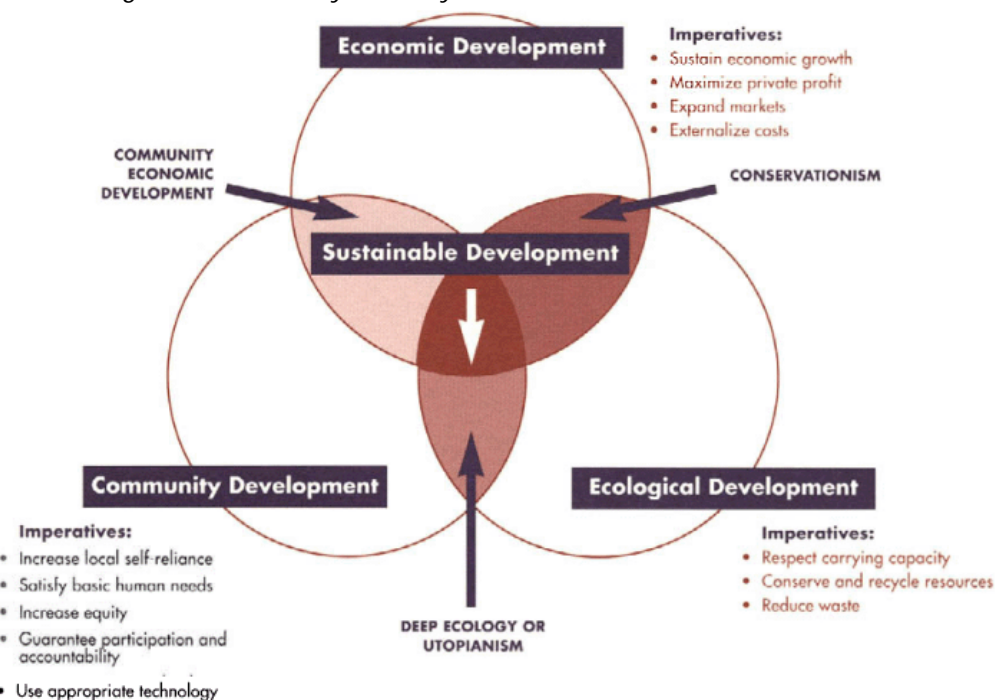 Economic Development
Imperatives:
• Sustain economic growth
• Maximize private profit
• Expand markets
• Externalize costs
COMMUNITY
ECONOMIC
DEVELOPMENT
CONSERVATIONISM
Sustainable Development
Community Development
Ecological Development
Imperatives:
• Increase local self-reliance
• Satisfy basic human needs
• Increase equity
• Guarantee participation and
accountability
• Use appropriate technology
Imperatives:
• Respect carrying capacity
• Conserve and recycle resources
• Reduce waste
DEEP ECOLOGY OR
UTOPIANISM